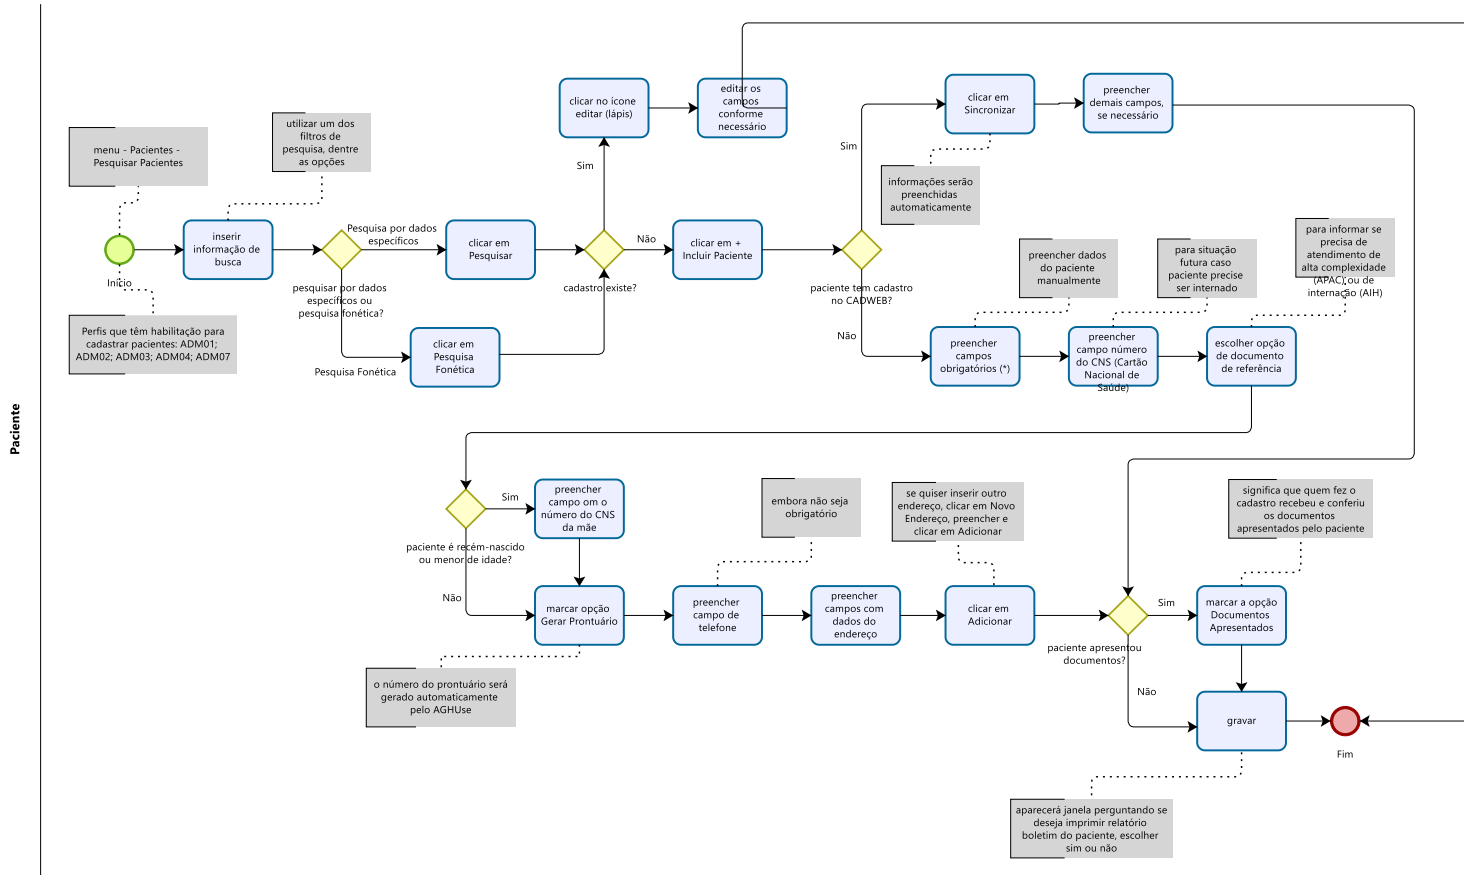 Paciente
menu - Pacientes -
Pesquisar Pacientes
utilizar um dos
filtros de
pesquisa, dentre
as opções
clicar no ícone
editar (lápis)
editar os
campos
conforme
necessário
clicar em
Sincronizar
preencher
demais campos,
se necessário
Sim
Sim
informações serão
preenchidas
automaticamente
Início
inserir
informação de
busca
Pesquisa por dados
específicos
clicar em
Pesquisar
Não
clicar em +
Incluir Paciente
pesquisar por dados
específicos ou
pesquisa fonética?
cadastro existe?
paciente tem cadastro
no CADWEB?
preencher dados
do paciente
manualmente
para situação
futura caso
paciente precise
ser internado
para informar se
precisa de
atendimento de
alta complexidade
(APAC) ou de
internação (AIH)
Perfis que têm habilitação para
cadastrar pacientes: ADM01;
ADM02; ADM03; ADM04; ADM07
Pesquisa Fonética
clicar em
Pesquisa
Fonética
Não
preencher
campos
obrigatórios (*)
preencher
campo número
do CNS (Cartão
Nacional de
Saúde)
escolher opção
de documento
de referência
Sim
preencher
campo om o
número do CNS
da mãe
paciente é recém-nascido
ou menor de idade?
Não
embora não seja
obrigatório
se quiser inserir outro
endereço, clicar em Novo
Endereço, preencher e
clicar em Adicionar
significa que quem fez o
cadastro recebeu e conferiu
os documentos
apresentados pelo paciente
marcar opção
Gerar Prontuário
preencher
campo de
telefone
preencher
campos com
dados do
endereço
clicar em
Adicionar
Sim
marcar a opção
Documentos
Apresentados
paciente apresentou
documentos?
o número do prontuário será
gerado automaticamente
pelo AGHUse
Não
gravar
Fim
aparecerá janela perguntando se
deseja imprimir relatório
boletim do paciente, escolher
sim ou não